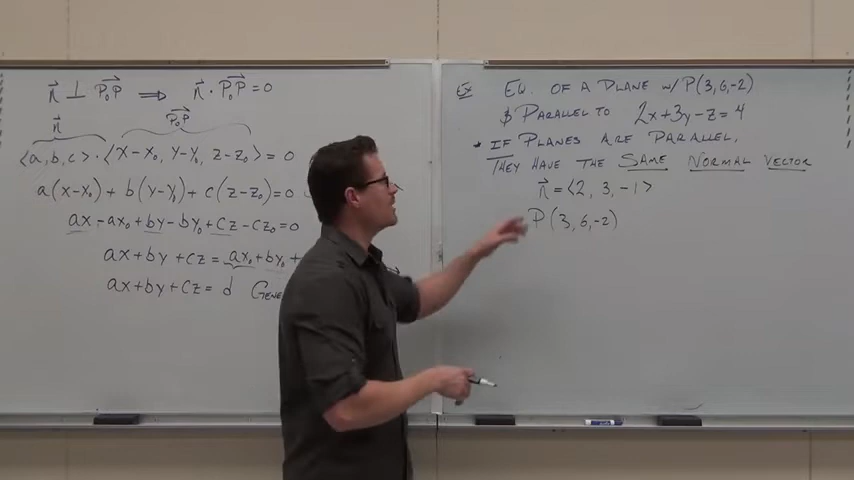 n⃗ ⊥ P₀P⃗ ⟹ n⃗ · P₀P⃗ = 0
n⃗ P₀P⃗
⟨a, b, c⟩ · ⟨x-x₀, y-y₀, z-z₀⟩ = 0
a(x-x₀) + b(y-y₀) + c(z-z₀) = 0
ax - ax₀ + by - by₀ + cz - cz₀ = 0
ax + by + cz = ax₀ + by₀ +
ax + by + cz = d
Ex Eq. of a plane w/ P(3,6,-2)
& parallel to 2x+3y-z=4
• If planes are parallel,
they have the same normal vector
n⃗ = ⟨2, 3, -1⟩
P(3, 6, -2)